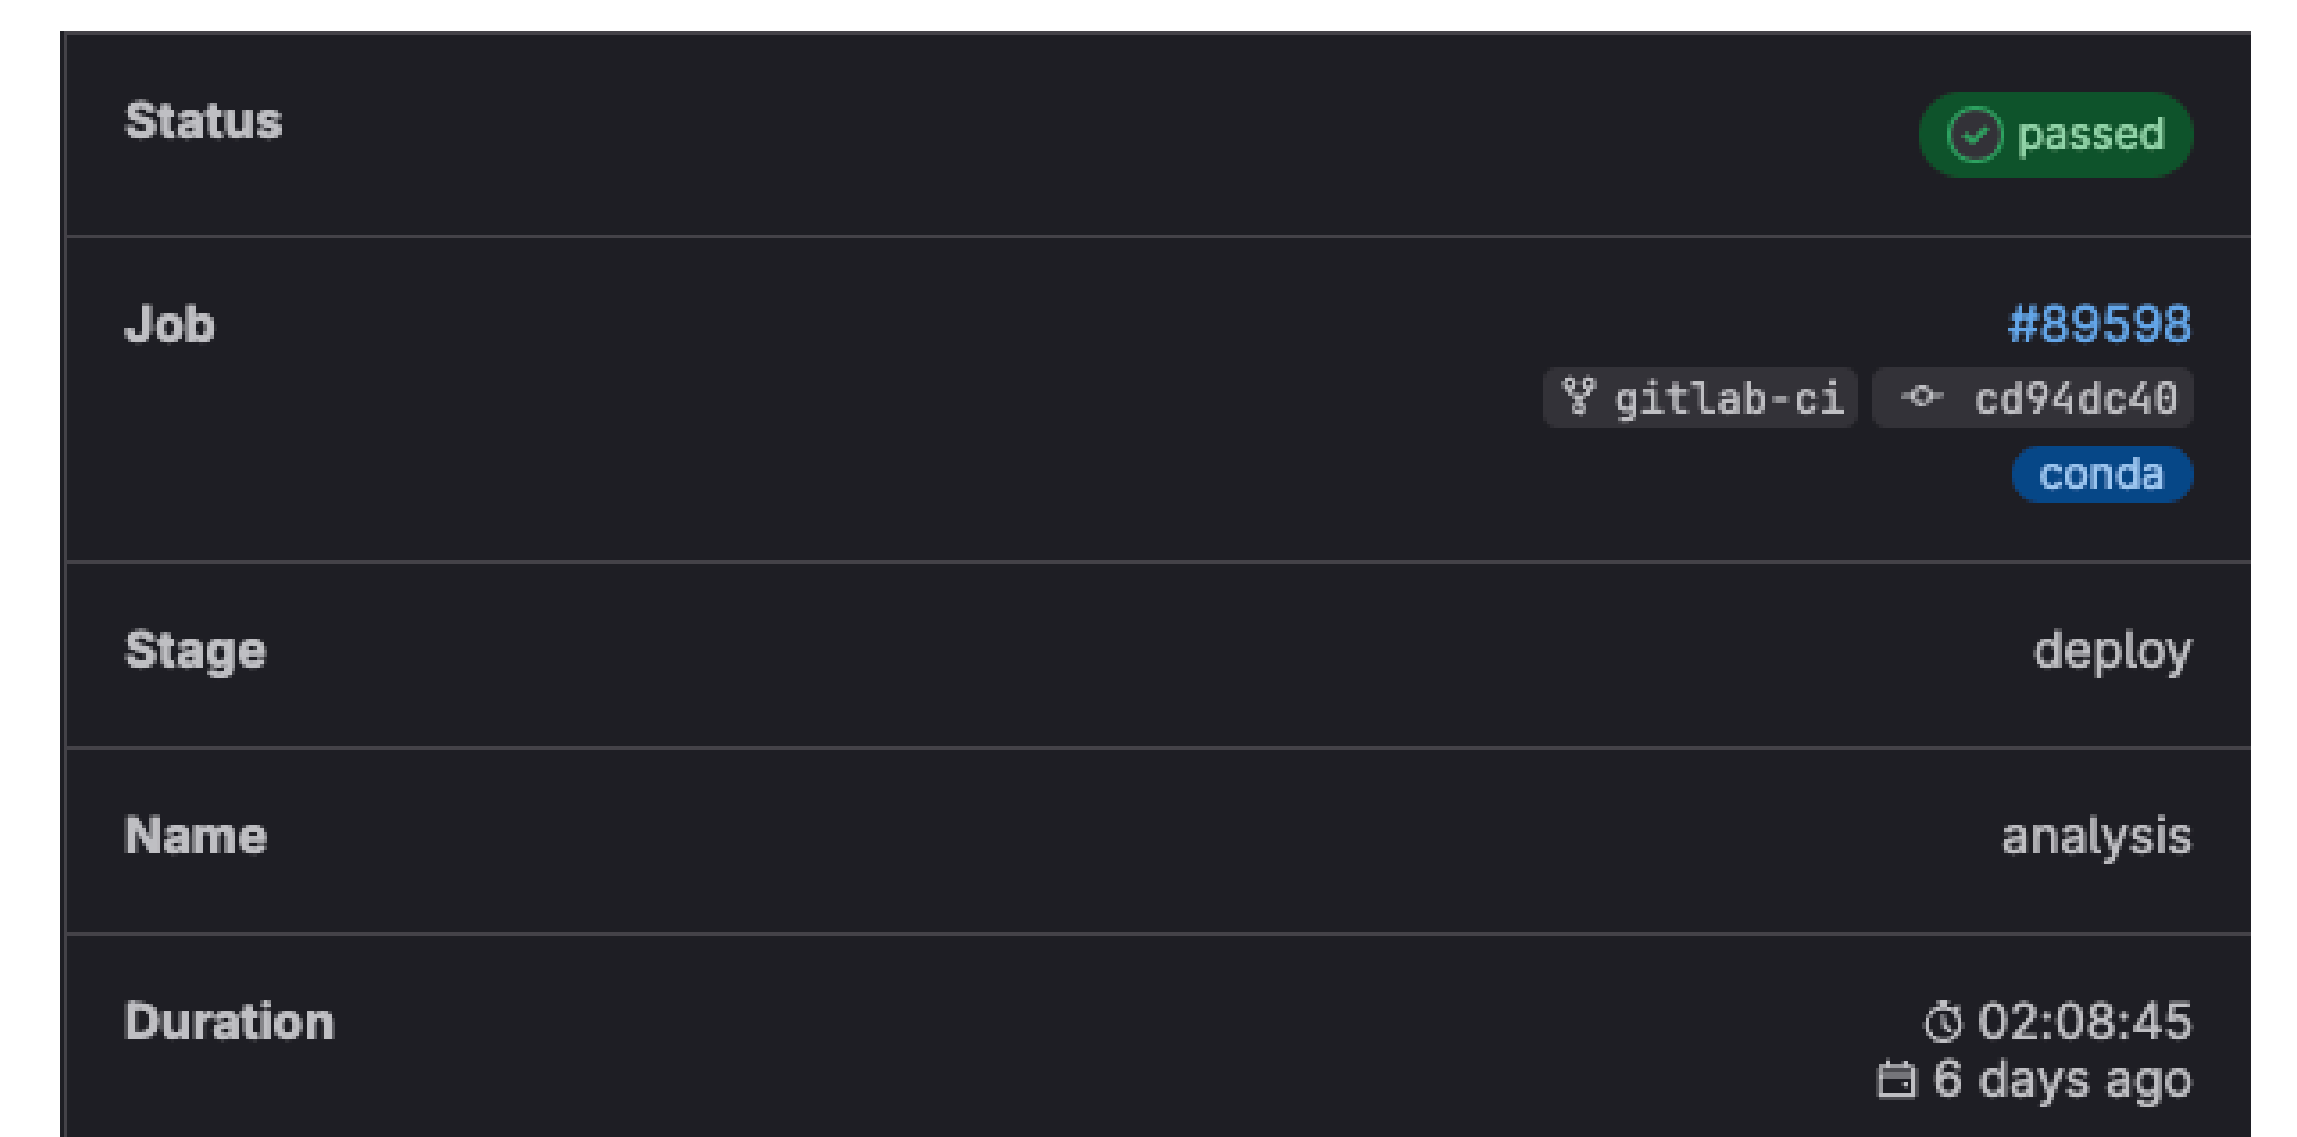 Status passed
Job #89598
gitlab-ci cd94dc40
conda
Stage deploy
Name analysis
Duration 02:08:45
6 days ago